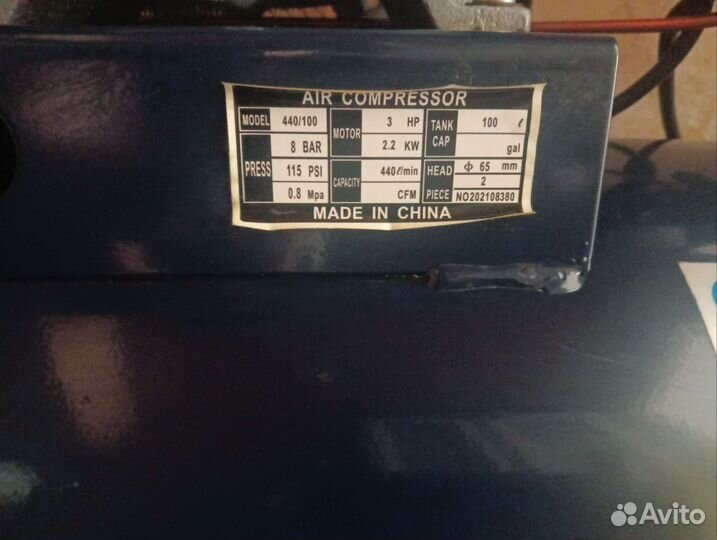 AIR COMPRESSOR
MODEL 440/100 MOTOR 3 HP TANK CAP 100 ℓ
PRESS 8 BAR 2.2 KW gal
115 PSI CAPACITY 440ℓ/min HEAD Φ 65 mm
0.8 Mpa CFM PIECE 2
NO202108380
MADE IN CHINA
Avito